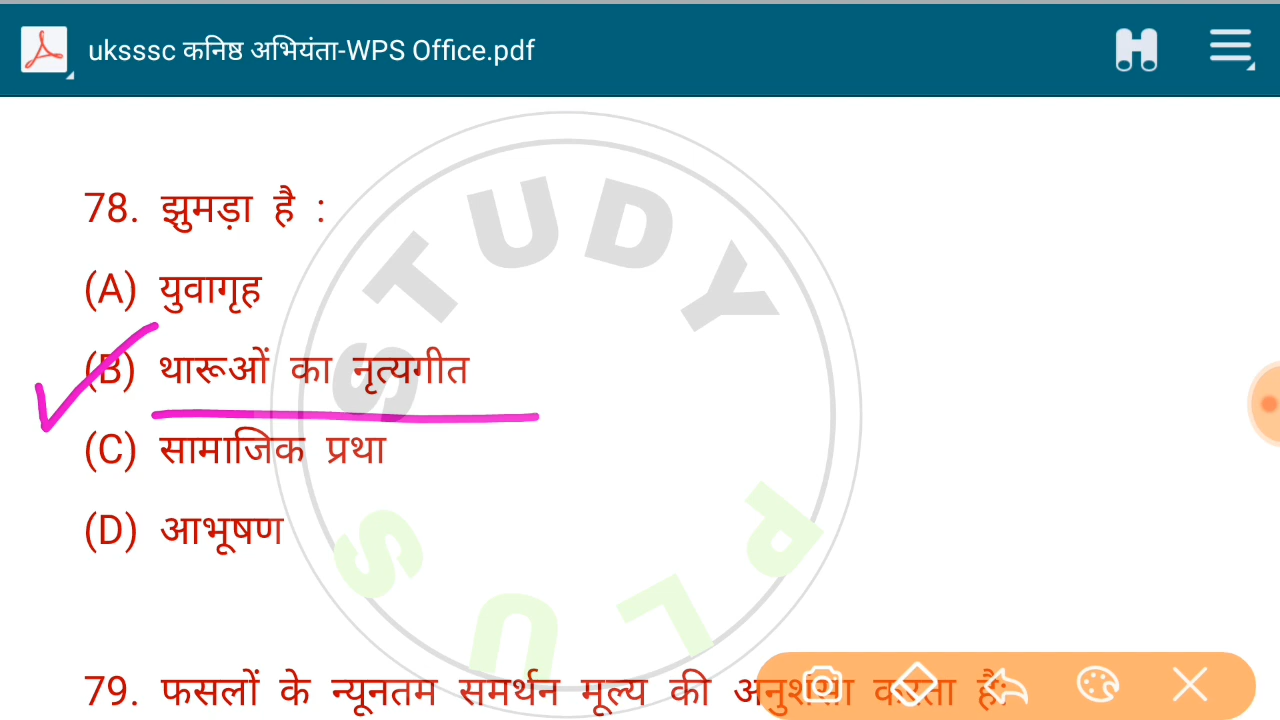 uksssc कनिष्ठ अभियंता-WPS Office.pdf
78. झुमड़ा है :
(A) युवागृह
(B) थारूओं का नृत्यगीत
(C) सामाजिक प्रथा
(D) आभूषण
79. फसलों के न्यूनतम समर्थन मूल्य की अनुशंसा करता है:
STUDY
PLUS